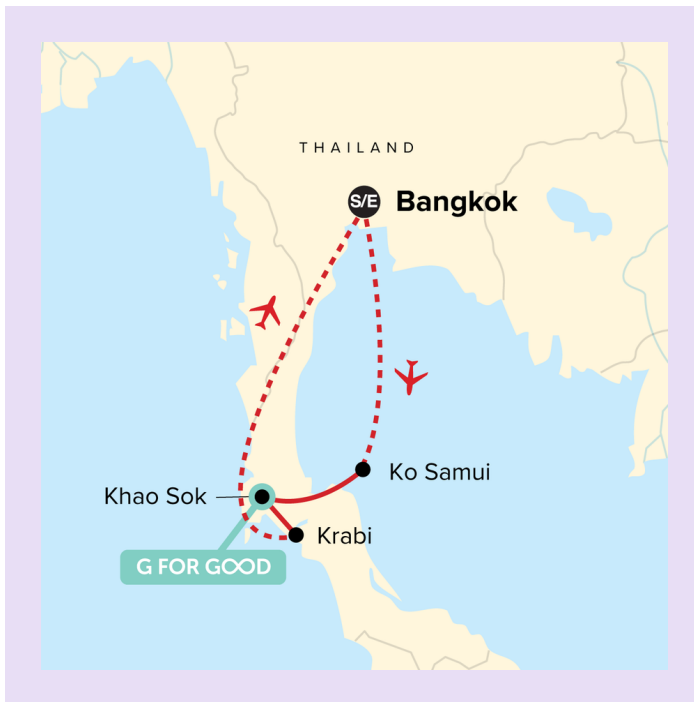 THAILAND
S/E Bangkok
Ko Samui
Khao Sok
Krabi
G FOR GOOD